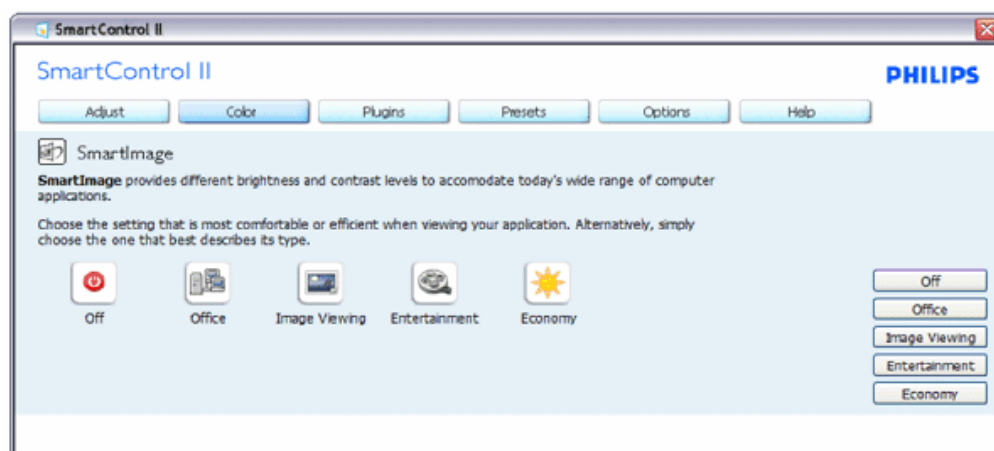 SmartControl II
SmartControl II
PHILIPS
Adjust Color Plugins Presets Options Help
SmartImage
SmartImage provides different brightness and contrast levels to accomodate today's wide range of computer
applications.
Choose the setting that is most comfortable or efficient when viewing your application. Alternatively, simply
choose the one that best describes its type.
Off Office Image Viewing Entertainment Economy
Off
Office
Image Viewing
Entertainment
Economy